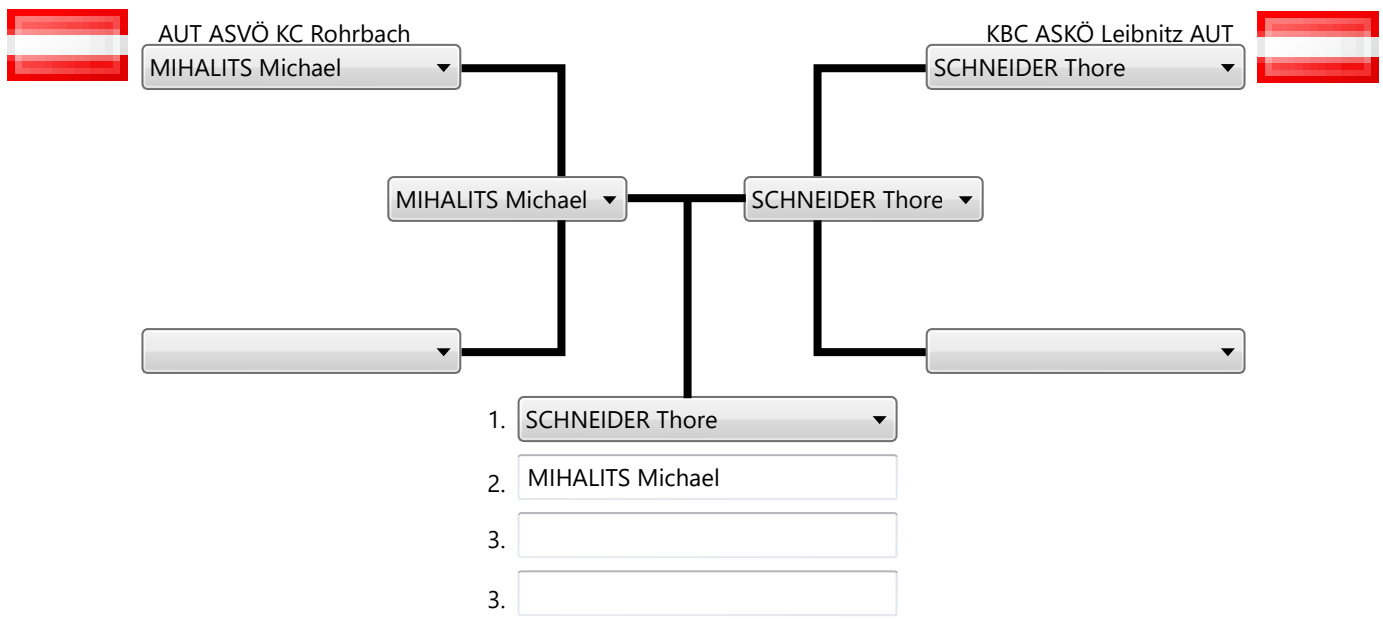 AUT ASVÖ KC Rohrbach
KBC ASKÖ Leibnitz AUT
MIHALITS Michael
SCHNEIDER Thore
MIHALITS Michael
SCHNEIDER Thore
1. SCHNEIDER Thore
2. MIHALITS Michael
3.
3.